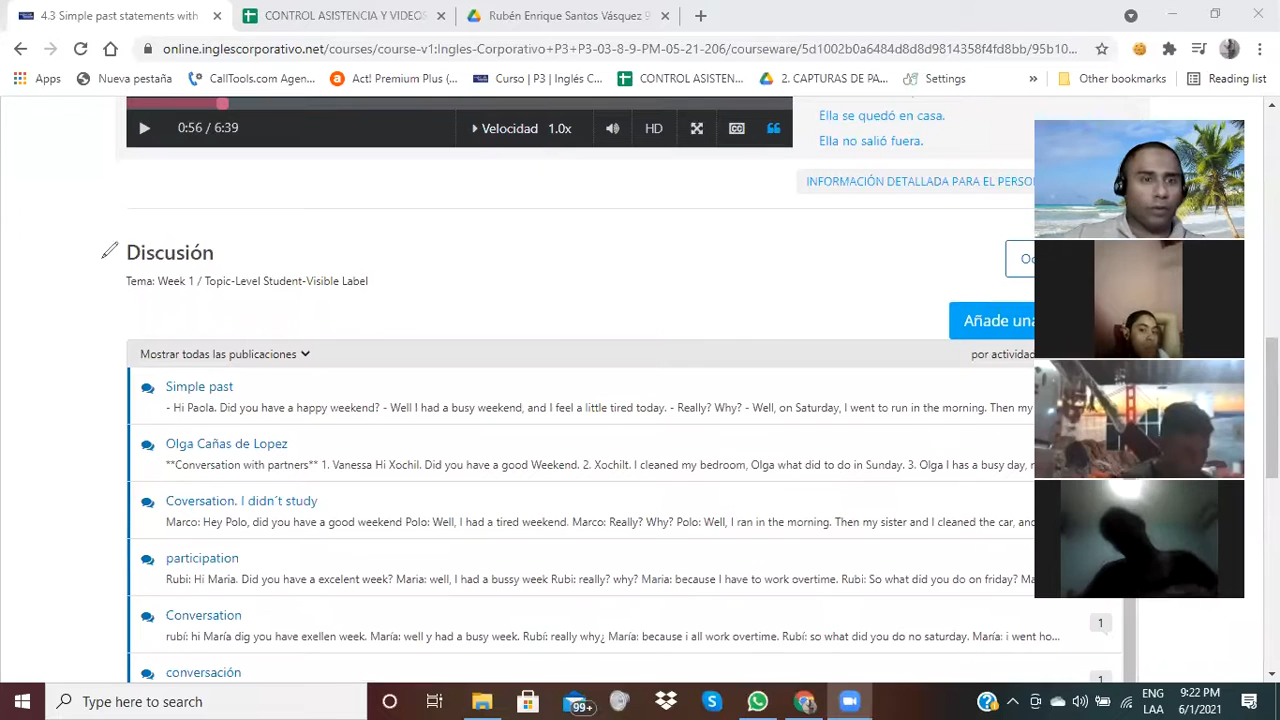 4.3 Simple past statements with
CONTROL ASISTENCIA Y VIDEOS
Rubén Enrique Santos Vásquez 9
online.inglescorporativo.net/courses/course-v1:Ingles-Corporativo+P3+P3-03-8-9-PM-05-21-206/courseware/5d1002b0a6484d8d8d9814358f4fd8bb/95b10...
Apps
Nueva pestaña
CallTools.com Agen...
Act! Premium Plus (...
Curso | P3 | Inglés C...
CONTROL ASISTEN...
2. CAPTURAS DE PA...
Settings
»
Other bookmarks
Reading list
Ella se quedó en casa.
0:56 / 6:39
Velocidad 1.0x
HD
Ella no salió fuera.
INFORMACIÓN DETALLADA PARA EL PERSON
Discusión
Tema: Week 1 / Topic-Level Student-Visible Label
Añade una
Mostrar todas las publicaciones
por actividad
Simple past
- Hi Paola. Did you have a happy weekend? - Well I had a busy weekend, and I feel a little tired today. - Really? Why? - Well, on Saturday, I went to run in the morning. Then my
Olga Cañas de Lopez
**Conversation with partners** 1. Vanessa Hi Xochil. Did you have a good Weekend. 2. Xochilt. I cleaned my bedroom, Olga what did to do in Sunday. 3. Olga I has a busy day,
Coversation. I didn´t study
Marco: Hey Polo, did you have a good weekend Polo: Well, I had a tired weekend. Marco: Really? Why? Polo: Well, I ran in the morning. Then my sister and I cleaned the car, and
participation
Rubi: Hi Maria. Did you have a excelent week? Maria: well, I had a bussy week Rubi: really? why? Maria: because I have to work overtime. Rubi: So what did you do on friday? Ma
Conversation
1
rubí: hi María dig you have exellen week. María: well y had a busy week. Rubí: really why¿ María: because i all work overtime. Rubí: so what did you do no saturday. María: i went ho...
conversación
1
Type here to search
99+
ENG
LAA
9:22 PM
6/1/2021